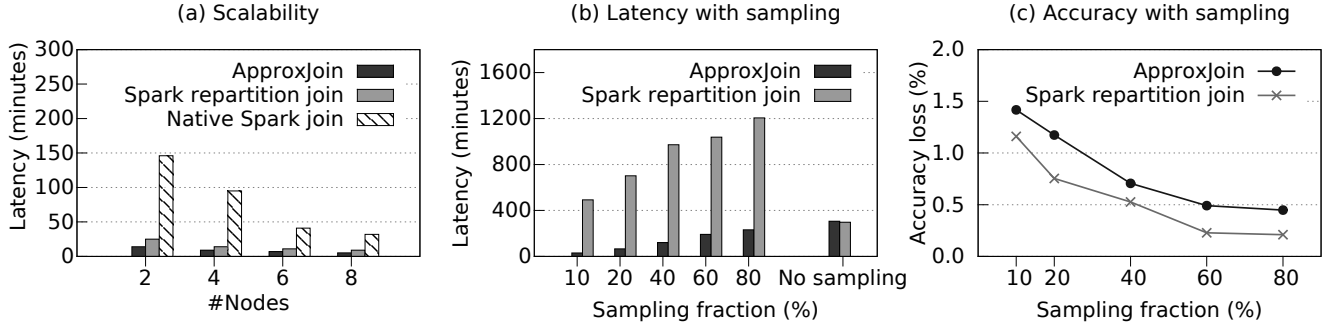 (a) Scalability
Latency (minutes)
300
250
200
150
100
50
0
ApproxJoin
Spark repartition join
Native Spark join
2 4 6 8
#Nodes
(b) Latency with sampling
Latency (minutes)
1600
1200
800
400
0
ApproxJoin
Spark repartition join
10 20 40 60 80 No sampling
Sampling fraction (%)
(c) Accuracy with sampling
Accuracy loss (%)
2.0
1.5
1.0
0.5
0.0
ApproxJoin
Spark repartition join
10 20 40 60 80
Sampling fraction (%)